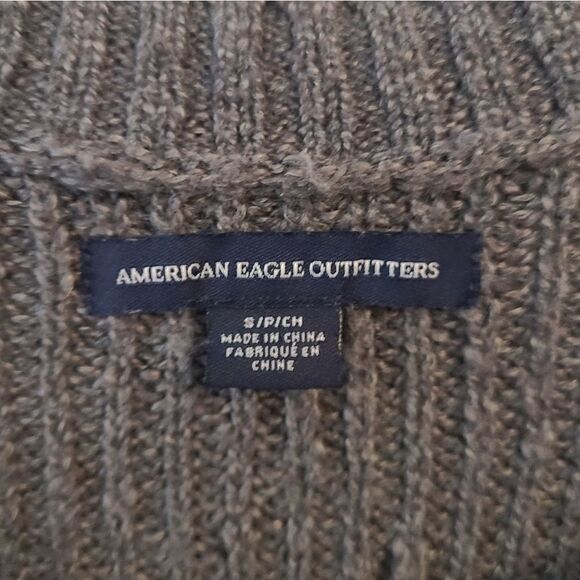 AMERICAN EAGLE OUTFITTERS
S/P/CH
MADE IN CHINA
FABRIQUÉ EN
CHINE